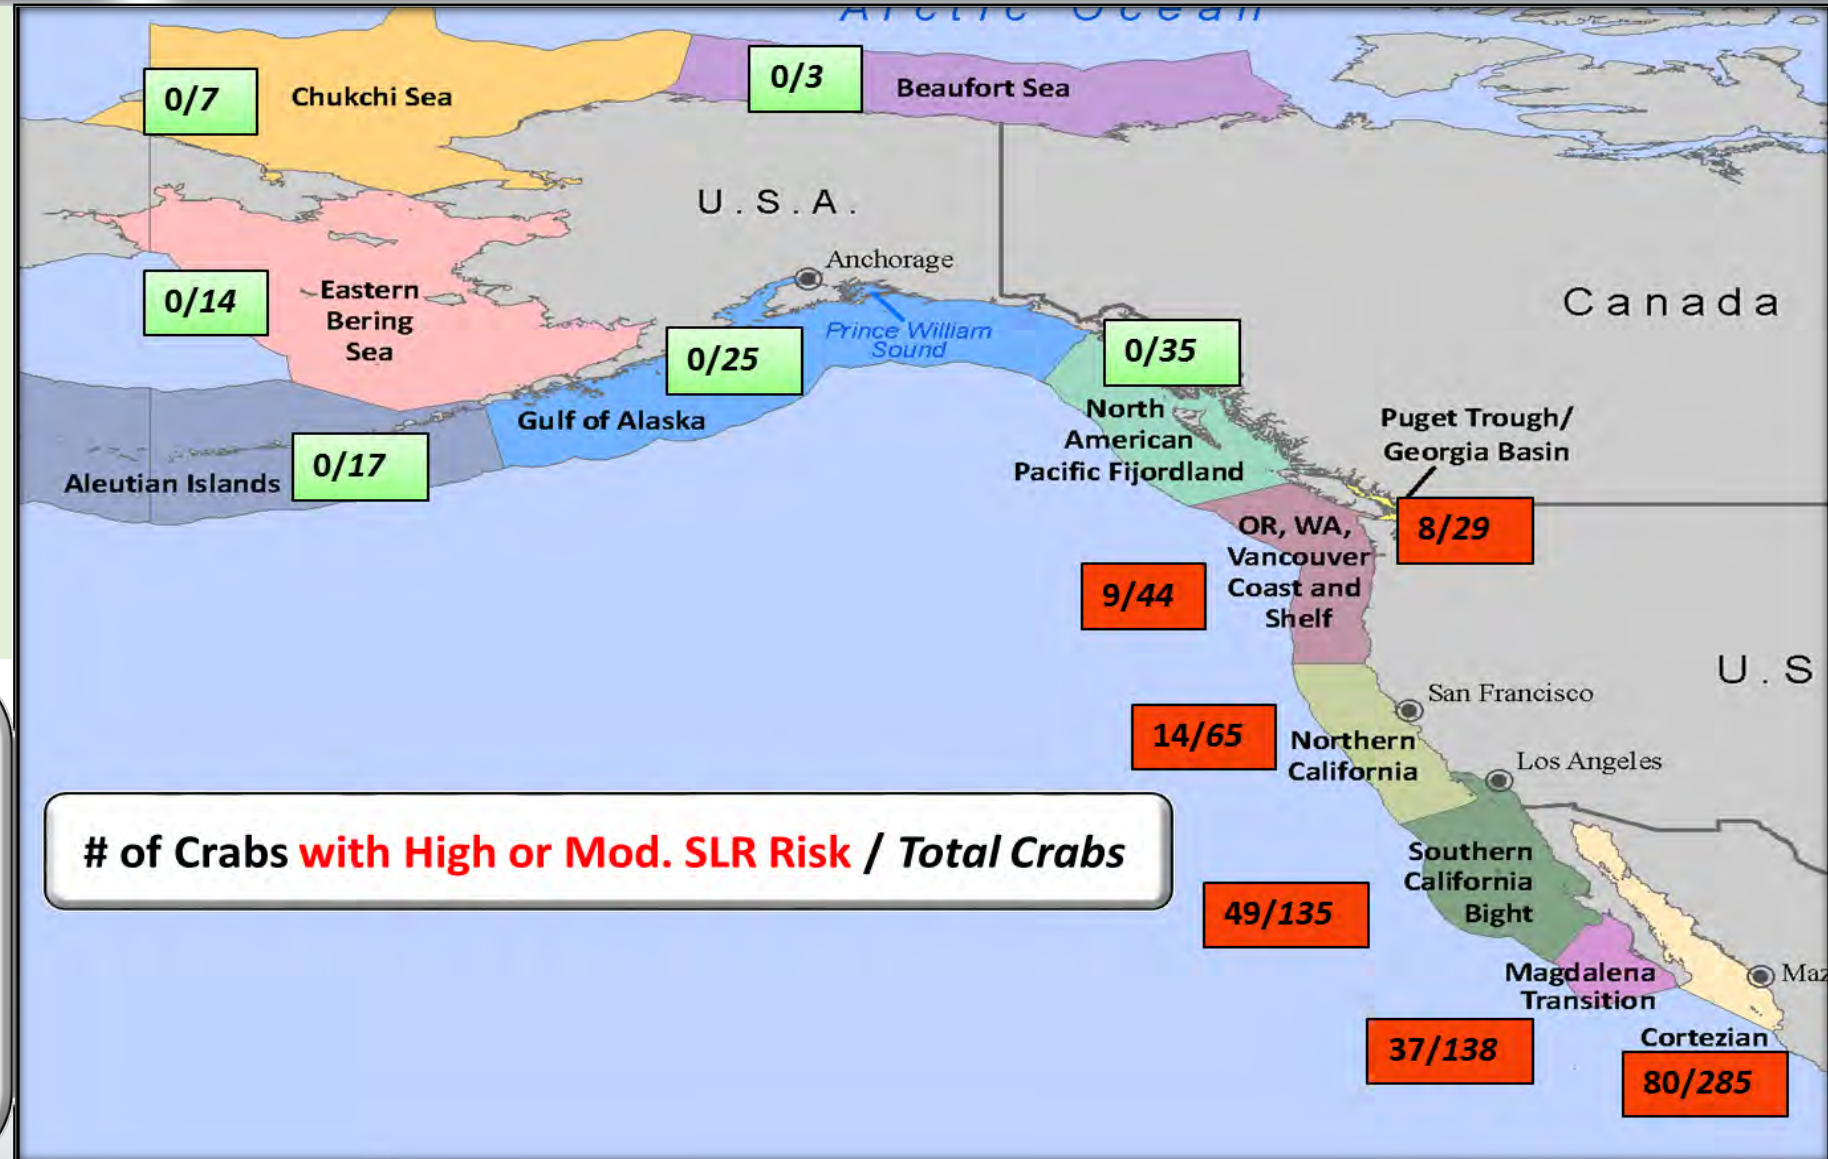 Arctic Ocean
0/7
Chukchi Sea
0/3
Beaufort Sea
U.S.A.
Anchorage
Canada
0/14
Eastern
Bering
Sea
Prince William
Sound
0/25
0/35
Gulf of Alaska
North
American
Pacific Fijordland
Puget Trough/
Georgia Basin
Aleutian Islands
0/17
8/29
OR, WA,
Vancouver
Coast and
Shelf
9/44
U.S
San Francisco
14/65
Northern
California
Los Angeles
# of Crabs with High or Mod. SLR Risk / Total Crabs
Southern
California
Bight
49/135
Magdalena
Transition
Maz
37/138
Cortezian
80/285